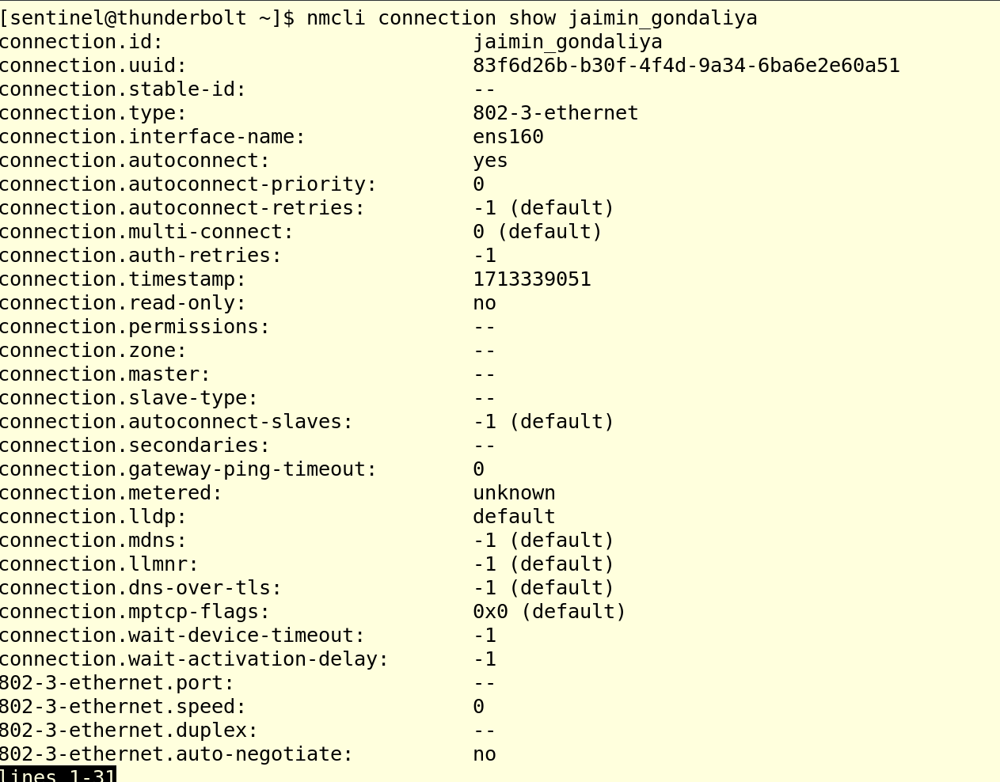 [sentinel@thunderbolt ~]$ nmcli connection show jaimin_gondaliya
connection.id: jaimin_gondaliya
connection.uuid: 83f6d26b-b30f-4f4d-9a34-6ba6e2e60a51
connection.stable-id: --
connection.type: 802-3-ethernet
connection.interface-name: ens160
connection.autoconnect: yes
connection.autoconnect-priority: 0
connection.autoconnect-retries: -1 (default)
connection.multi-connect: 0 (default)
connection.auth-retries: -1
connection.timestamp: 1713339051
connection.read-only: no
connection.permissions: --
connection.zone: --
connection.master: --
connection.slave-type: --
connection.autoconnect-slaves: -1 (default)
connection.secondaries: --
connection.gateway-ping-timeout: 0
connection.metered: unknown
connection.lldp: default
connection.mdns: -1 (default)
connection.llmnr: -1 (default)
connection.dns-over-tls: -1 (default)
connection.mptcp-flags: 0x0 (default)
connection.wait-device-timeout: -1
connection.wait-activation-delay: -1
802-3-ethernet.port: --
802-3-ethernet.speed: 0
802-3-ethernet.duplex: --
802-3-ethernet.auto-negotiate: no
lines 1-31